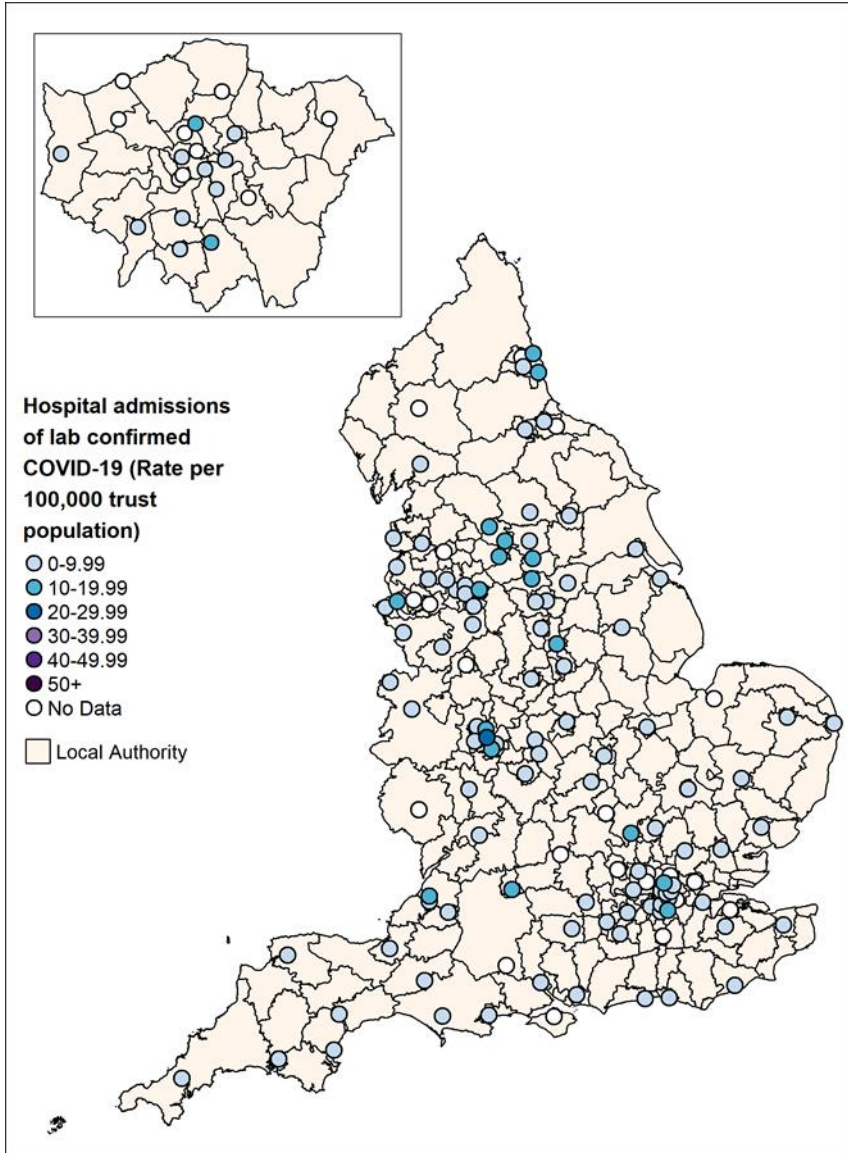 Hospital admissions
of lab confirmed
COVID-19 (Rate per
100,000 trust
population)
0-9.99
10-19.99
20-29.99
30-39.99
40-49.99
50+
No Data
Local Authority